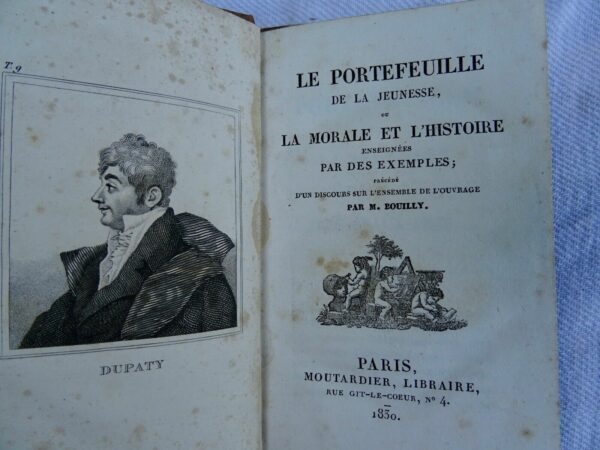 T. 9
DUPATY
LE PORTEFEUILLE
DE LA JEUNESSE,
OU
LA MORALE ET L'HISTOIRE
ENSEIGNÉES
PAR DES EXEMPLES;
PRÉCÉDÉ
D'UN DISCOURS SUR L'ENSEMBLE DE L'OUVRAGE
PAR M. BOUILLY.
PARIS,
MOUTARDIER, LIBRAIRE,
RUE GIT-LE-COEUR, Nº 4.
1830.